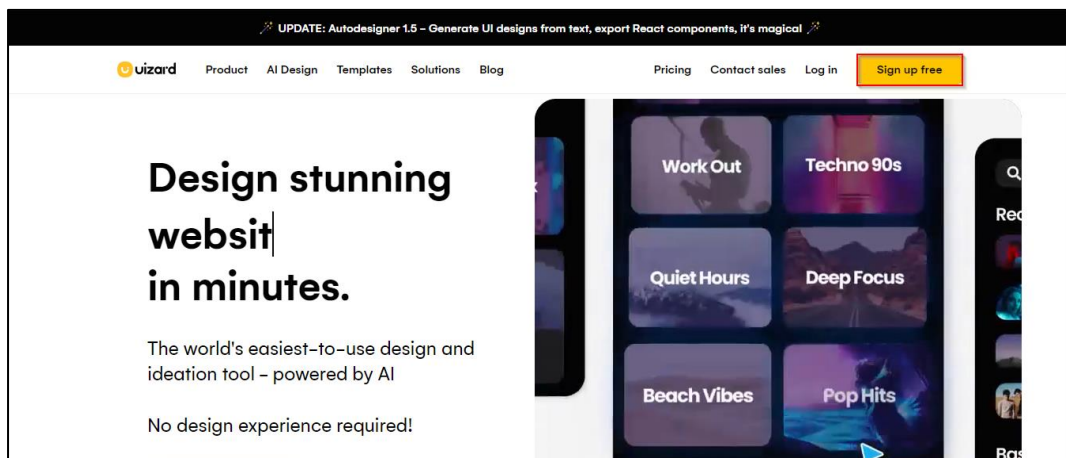 UPDATE: Autodesigner 1.5 – Generate UI designs from text, export React components, it's magical
uizard Product AI Design Templates Solutions Blog Pricing Contact sales Log in Sign up free
Design stunning
websit
in minutes.
The world's easiest-to-use design and
ideation tool – powered by AI
No design experience required!
Work Out Techno 90s
Quiet Hours Deep Focus
Beach Vibes Pop Hits